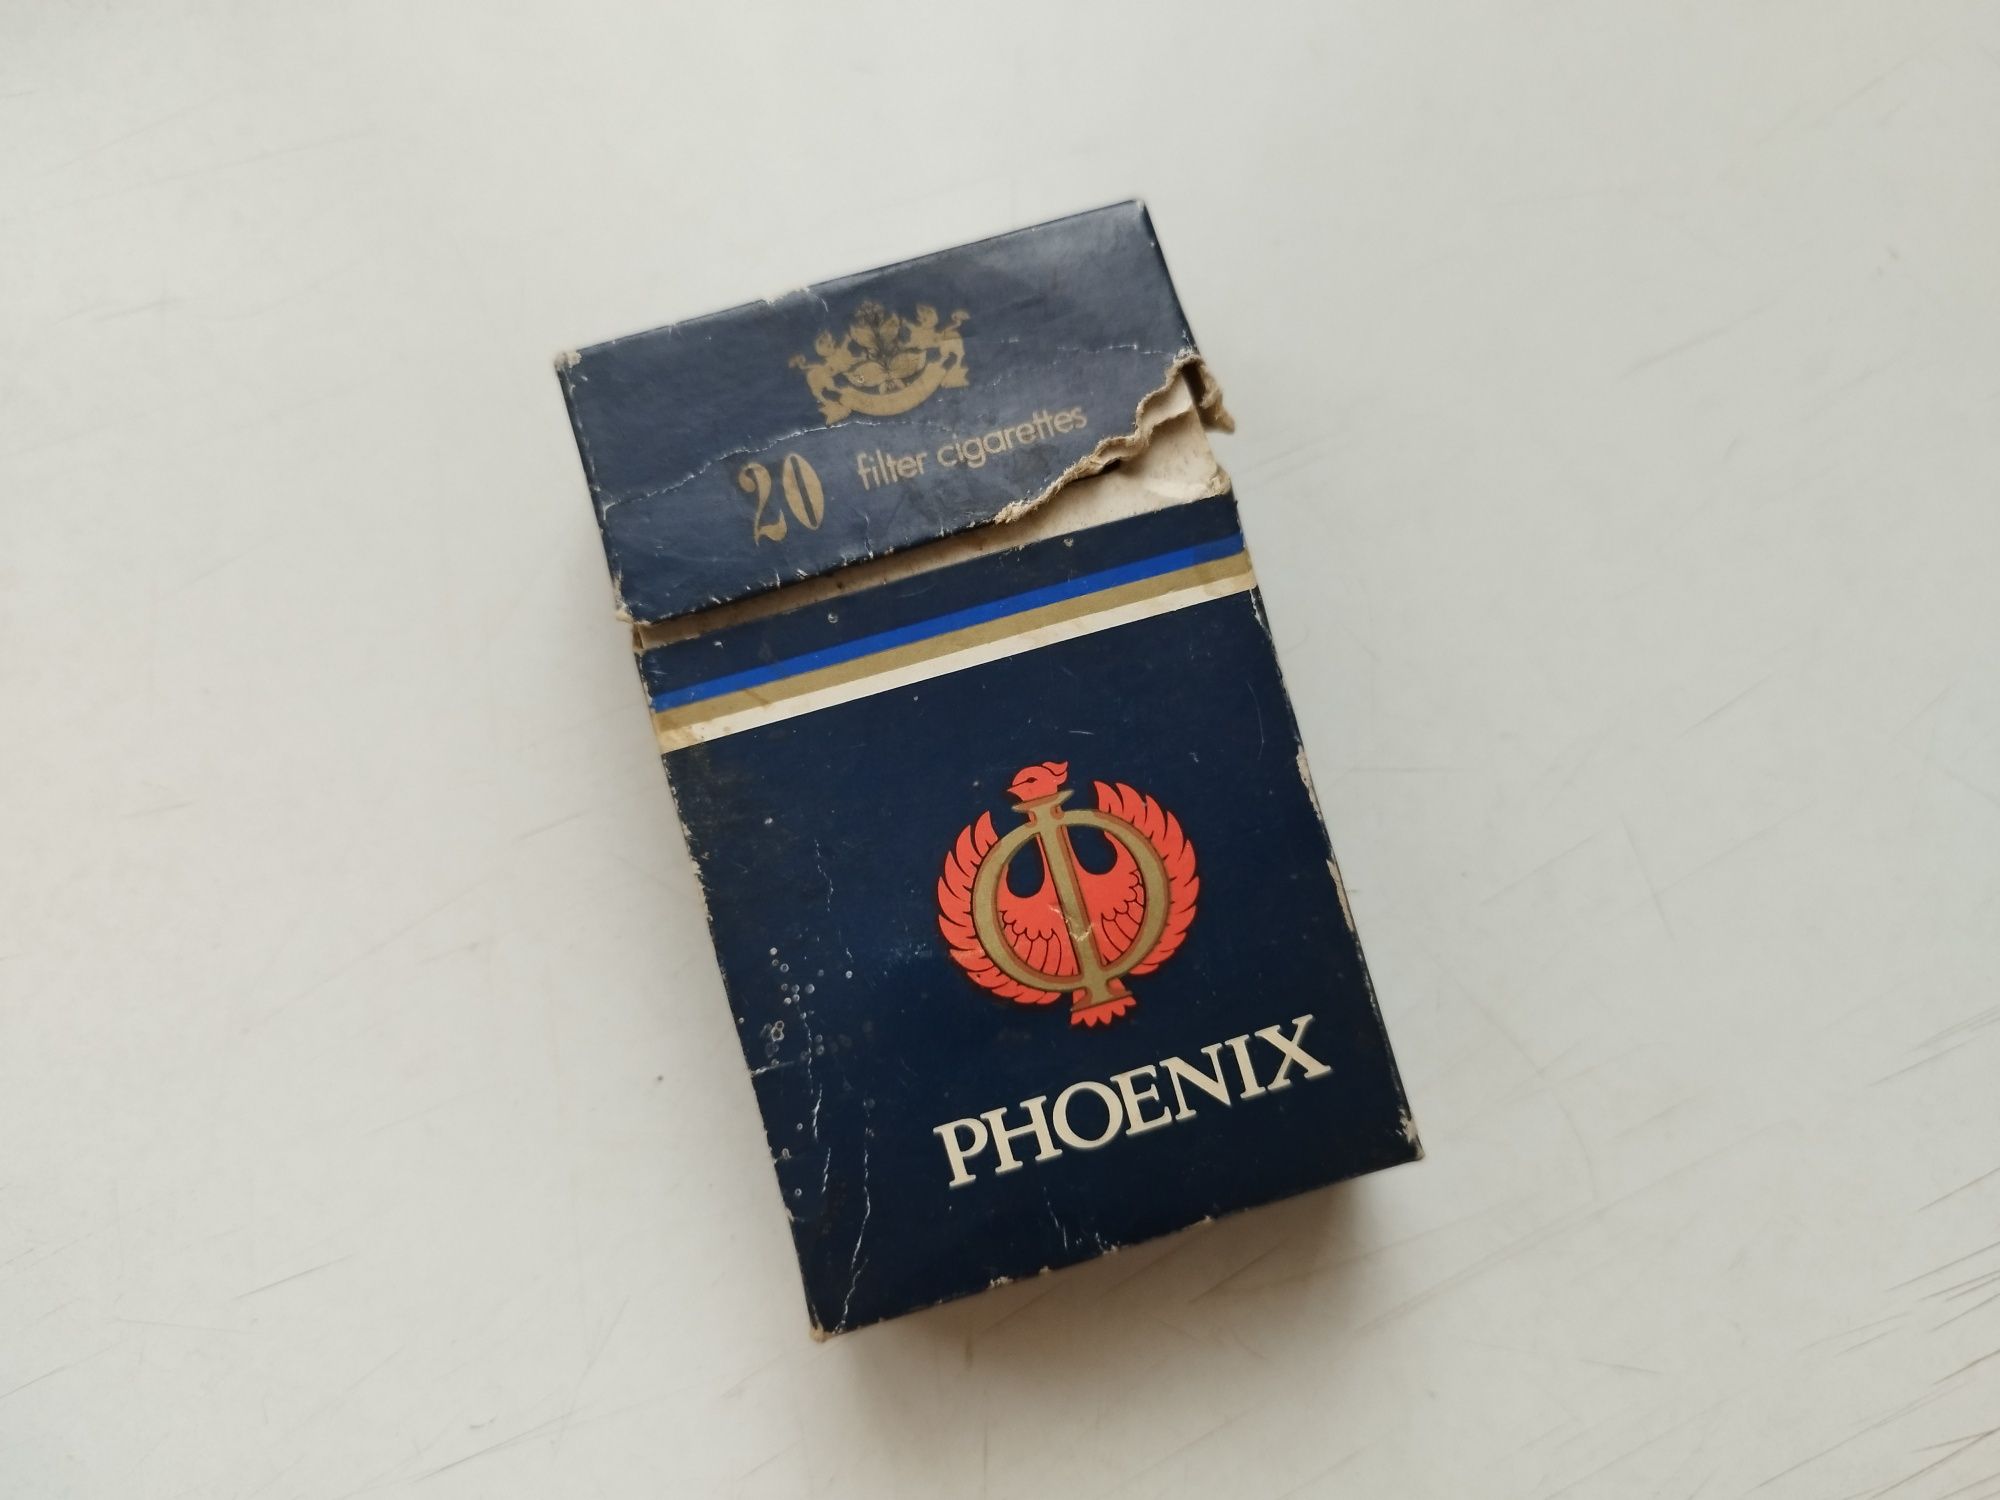 20 filter cigarettes
Φ
PHOENIX